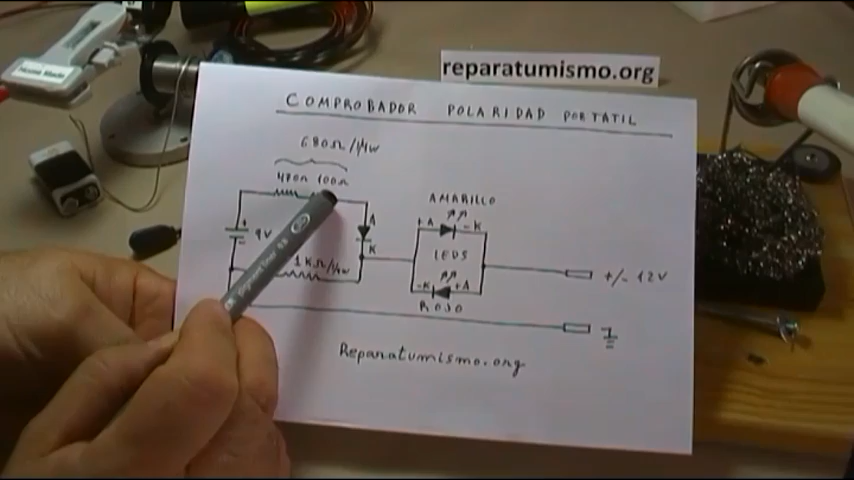 reparatumismo.org
COMPROBADOR POLARIDAD PORTATIL
680Ω/1/4W
470Ω 100Ω
AMARILLO
+A -K
A
+
9V
K
LEDS
1KΩ/1/4W
-K +A
ROJO
+/- 12V
Reparatumismo.org